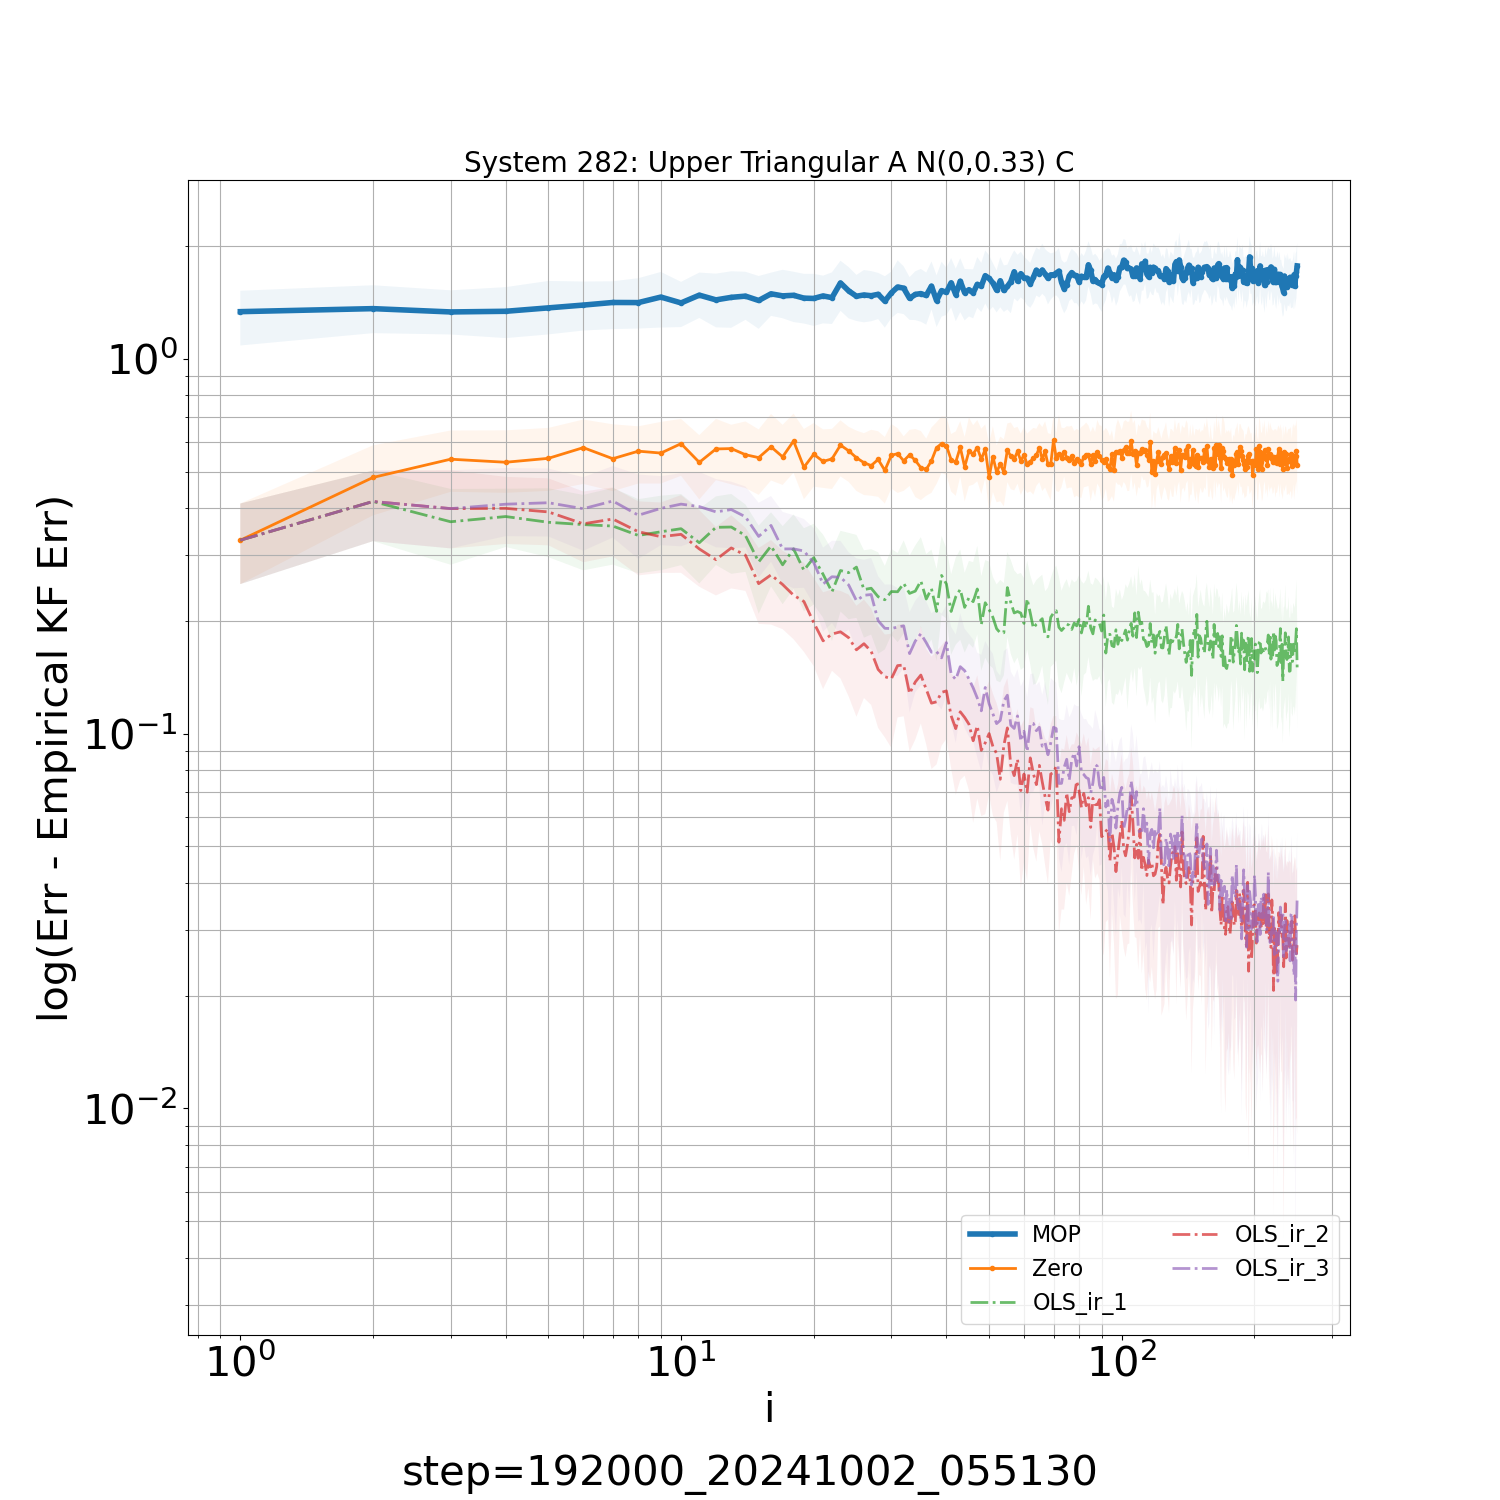 System 282: Upper Triangular A N(0,0.33) C
log(Err - Empirical KF Err)
10⁰
10⁻¹
10⁻²
MOP
Zero
OLS_ir_1
OLS_ir_2
OLS_ir_3
10⁰ 10¹ 10²
i
step=192000_20241002_055130